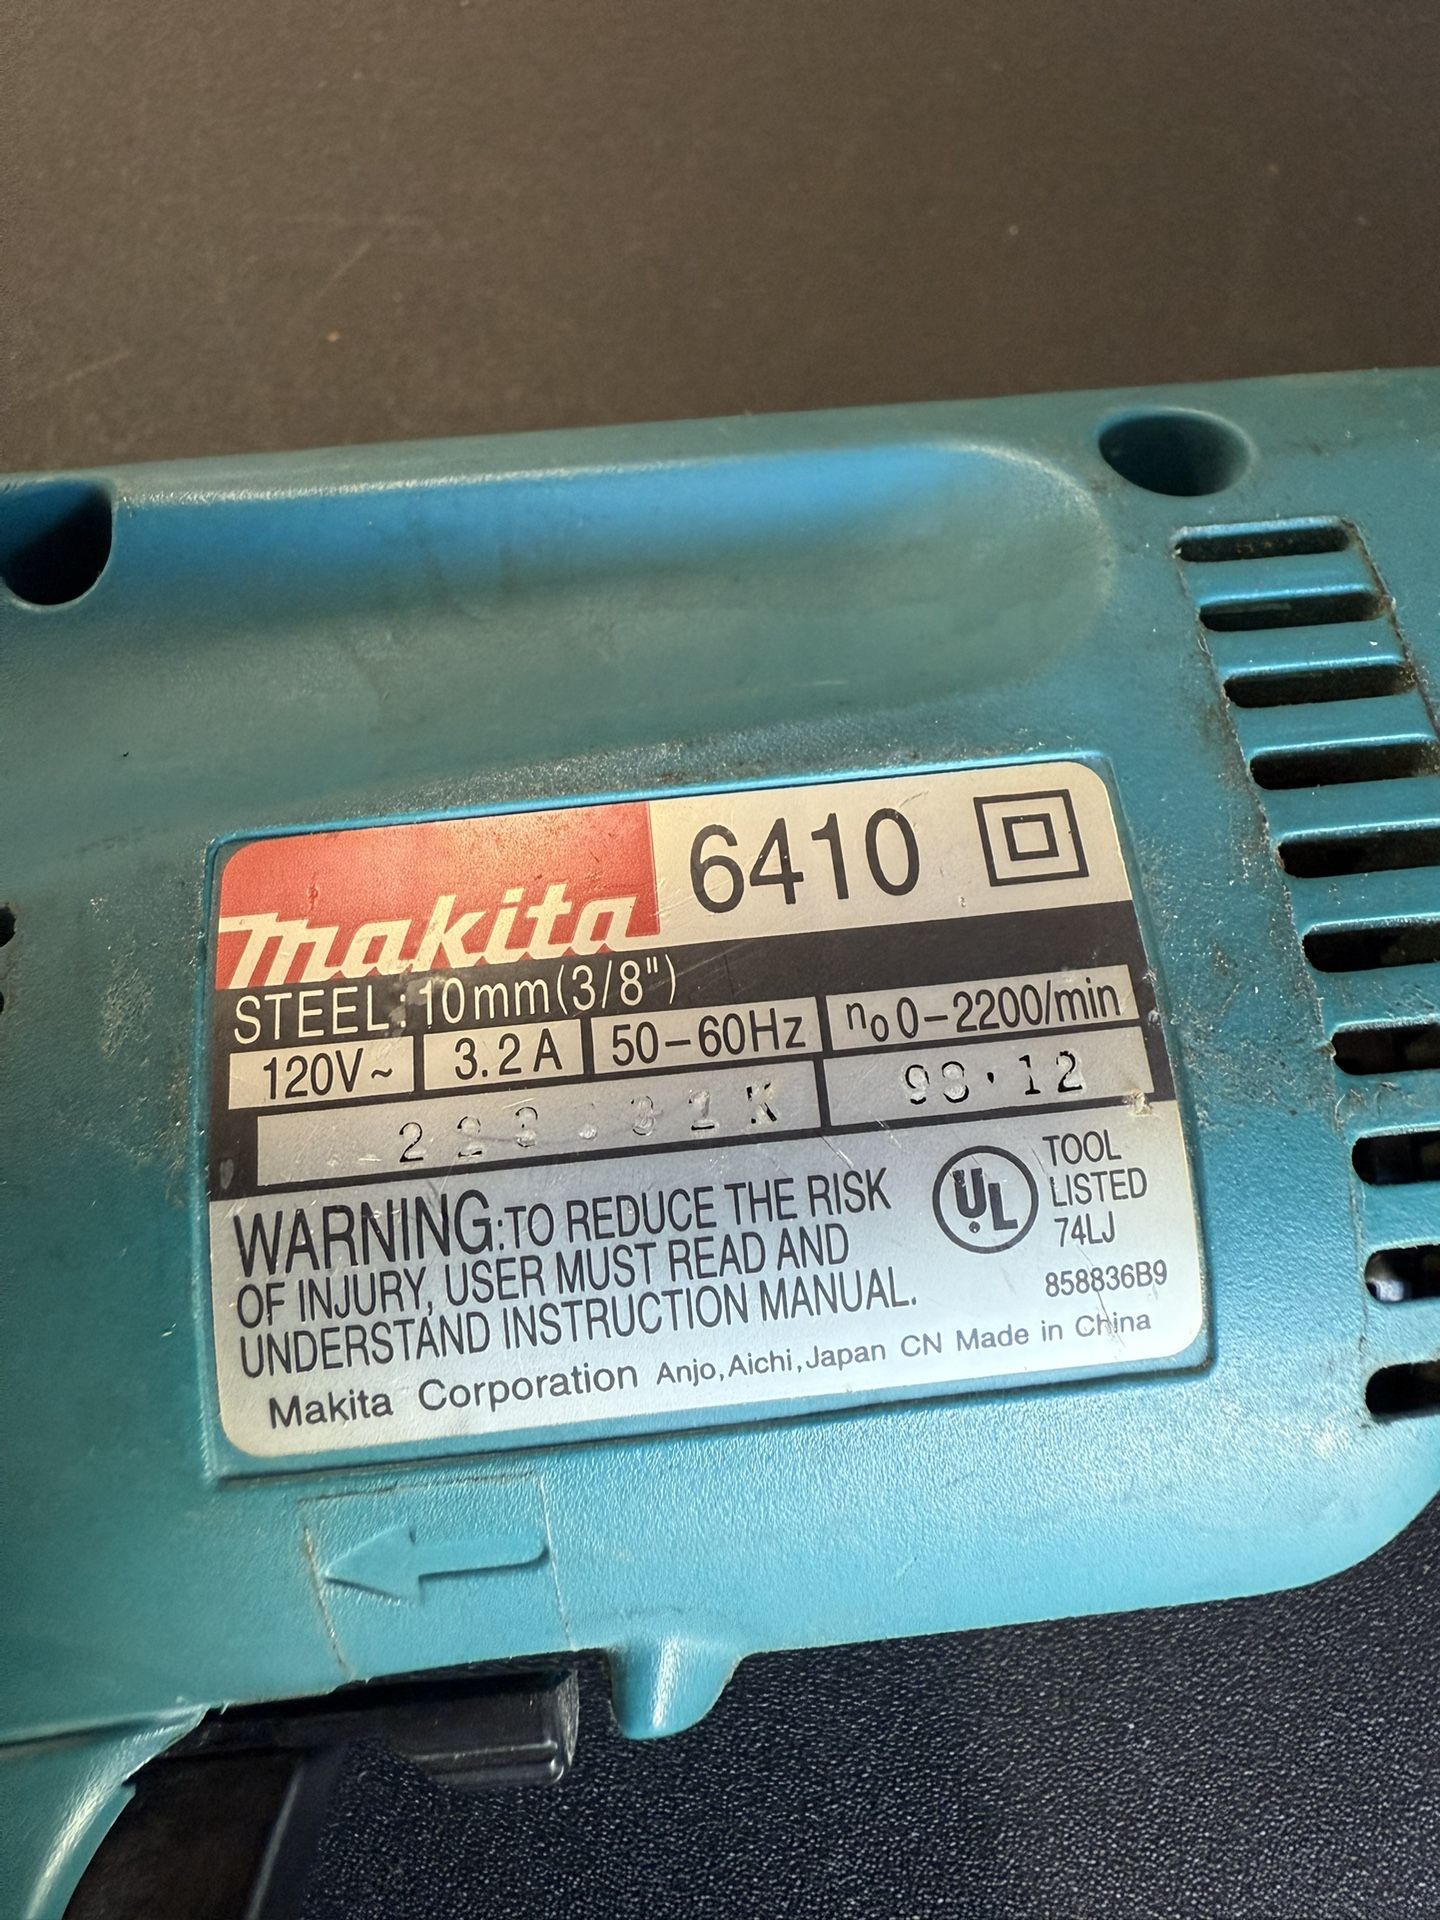 makita 6410
STEEL: 10mm(3/8")
120V~ 3.2A 50-60Hz n₀ 0-2200/min
12
WARNING: TO REDUCE THE RISK
OF INJURY, USER MUST READ AND
UNDERSTAND INSTRUCTION MANUAL.
UL TOOL
LISTED
74LJ
858836B9
Makita Corporation Anjo, Aichi, Japan CN Made in China